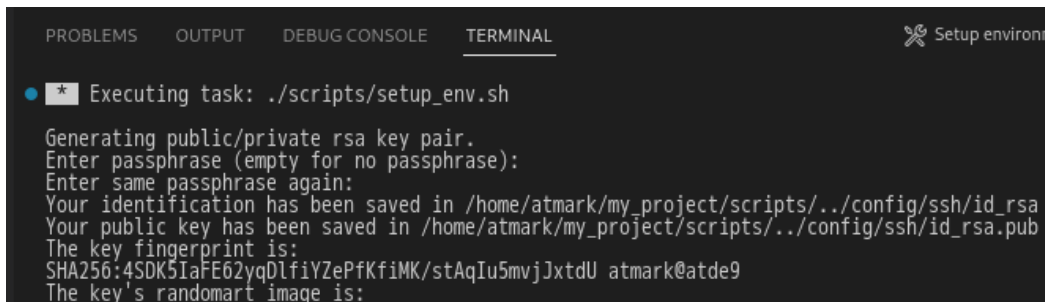 PROBLEMS OUTPUT DEBUG CONSOLE TERMINAL Setup environ
* Executing task: ./scripts/setup_env.sh
Generating public/private rsa key pair.
Enter passphrase (empty for no passphrase):
Enter same passphrase again:
Your identification has been saved in /home/atmark/my_project/scripts/../config/ssh/id_rsa
Your public key has been saved in /home/atmark/my_project/scripts/../config/ssh/id_rsa.pub
The key fingerprint is:
SHA256:4SDK5IaFE62yqDlfiYZePfKfiMK/stAqIu5mvjJxtdU atmark@atde9
The key's randomart image is: